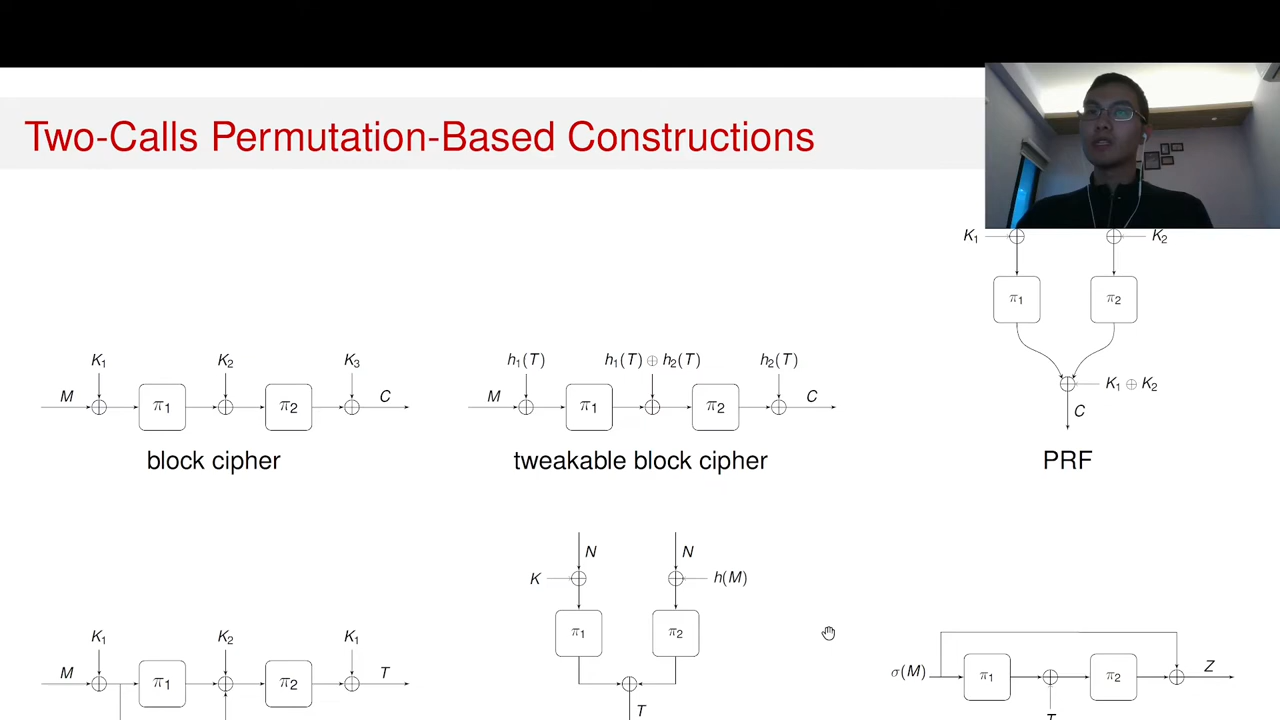 Two-Calls Permutation-Based Constructions
K₁ K₂
π₁ π₂
K₁ ⊕ K₂
C
PRF
K₁ K₂ K₃
M π₁ π₂ C
block cipher
h₁(T) h₁(T) ⊕ h₂(T) h₂(T)
M π₁ π₂ C
tweakable block cipher
K₁ K₂ K₁
M π₁ π₂ T
N N
K h(M)
π₁ π₂
T
σ(M) π₁ π₂ Z